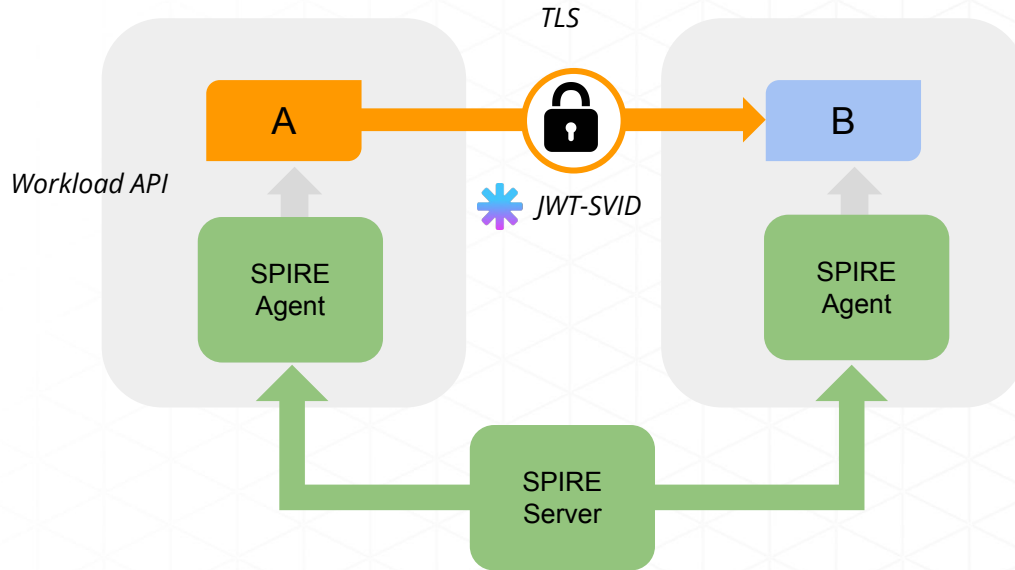 TLS
A
B
Workload API
JWT-SVID
SPIRE
Agent
SPIRE
Agent
SPIRE
Server